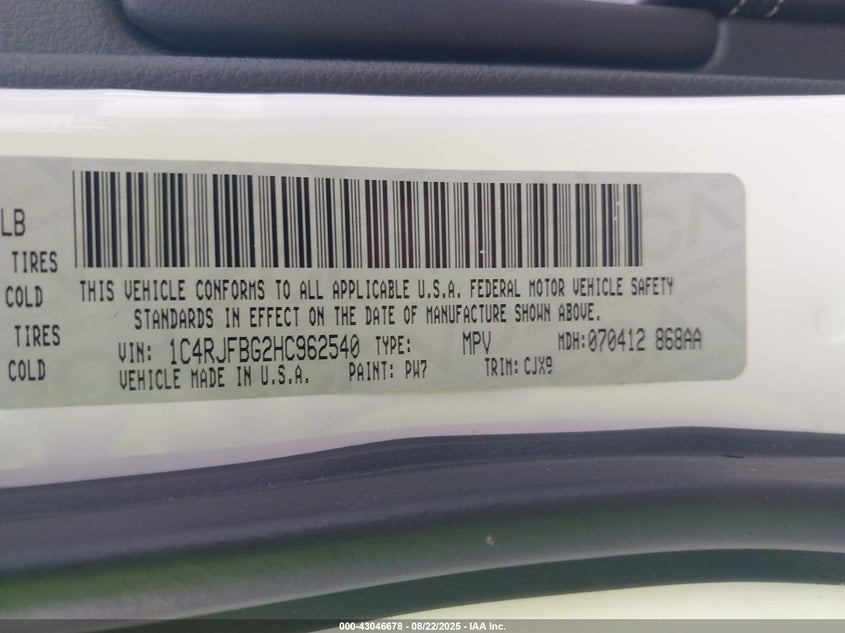 LB
TIRES
COLD
TIRES
COLD
THIS VEHICLE CONFORMS TO ALL APPLICABLE U.S.A. FEDERAL MOTOR VEHICLE SAFETY
STANDARDS IN EFFECT ON THE DATE OF MANUFACTURE SHOWN ABOVE.
VIN: 1C4RJFBG2HC962540 TYPE: MPV MDH:070412 868AA
VEHICLE MADE IN U.S.A. PAINT: PW7 TRIM: CJX9
000-43046678 - 08/22/2025 - IAA Inc.